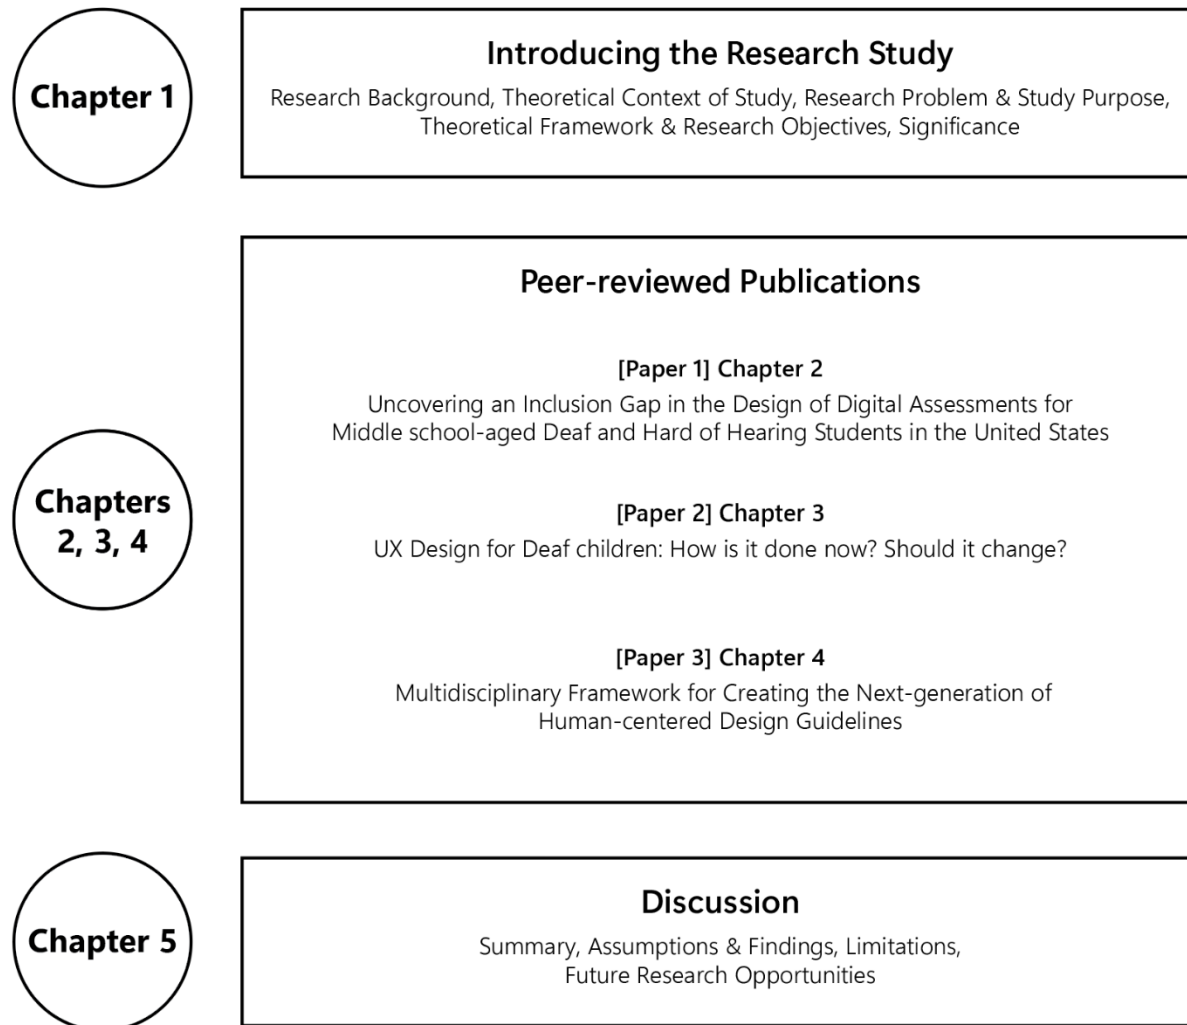 Chapter 1
Introducing the Research Study
Research Background, Theoretical Context of Study, Research Problem & Study Purpose,
Theoretical Framework & Research Objectives, Significance
Chapters
2, 3, 4
Peer-reviewed Publications
[Paper 1] Chapter 2
Uncovering an Inclusion Gap in the Design of Digital Assessments for
Middle school-aged Deaf and Hard of Hearing Students in the United States
[Paper 2] Chapter 3
UX Design for Deaf children: How is it done now? Should it change?
[Paper 3] Chapter 4
Multidisciplinary Framework for Creating the Next-generation of
Human-centered Design Guidelines
Chapter 5
Discussion
Summary, Assumptions & Findings, Limitations,
Future Research Opportunities